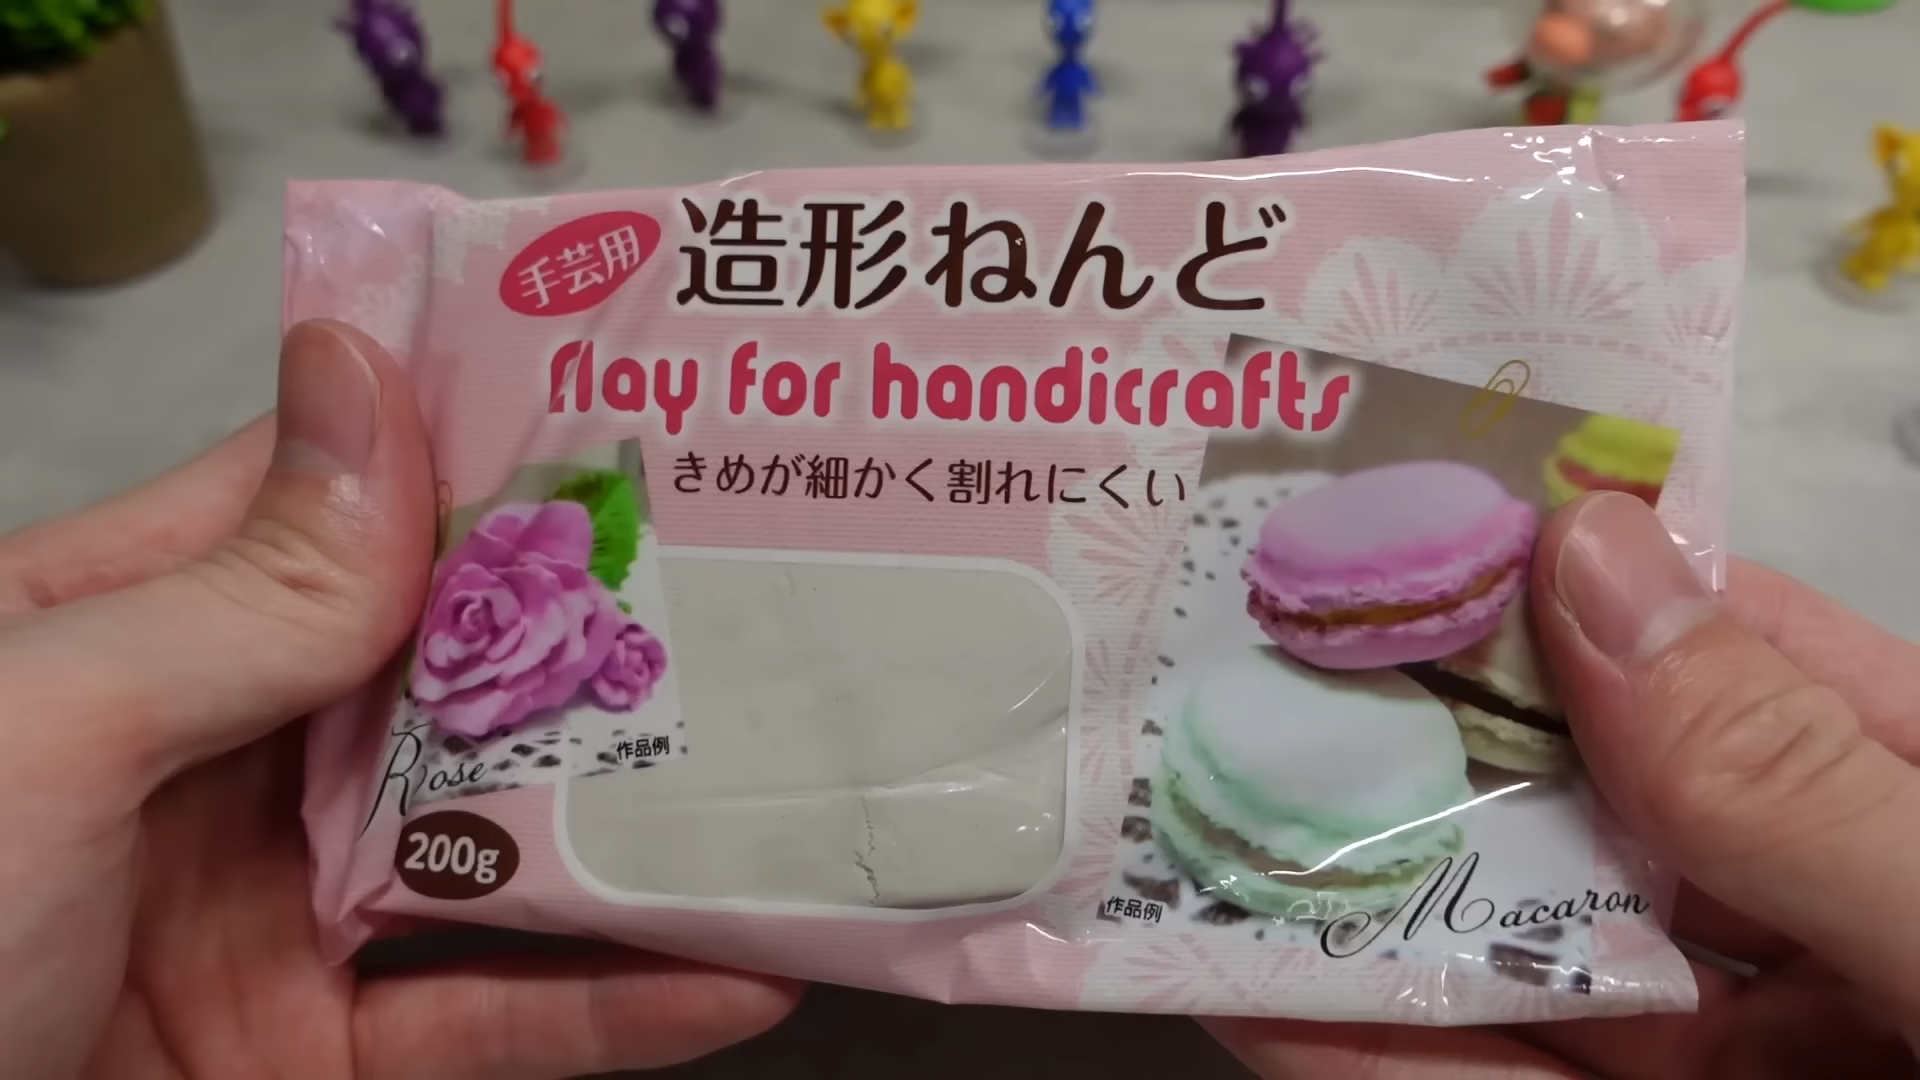 手芸用
造形ねんど
Clay for handicrafts
きめが細かく割れにくい
Rose
作品例
200g
作品例
Macaron